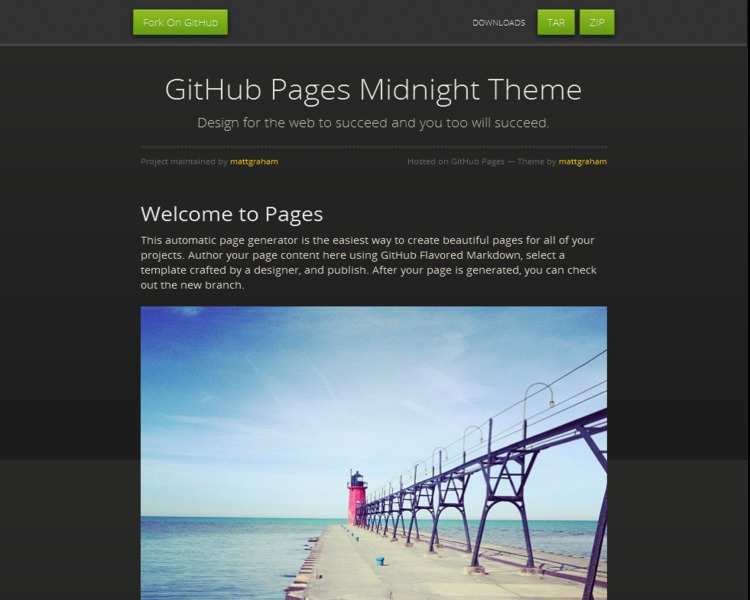 Fork On GitHub
DOWNLOADS
TAR
ZIP
GitHub Pages Midnight Theme
Design for the web to succeed and you too will succeed.
Project maintained by mattgraham
Hosted on GitHub Pages — Theme by mattgraham
Welcome to Pages
This automatic page generator is the easiest way to create beautiful pages for all of your
projects. Author your page content here using GitHub Flavored Markdown, select a
template crafted by a designer, and publish. After your page is generated, you can check
out the new branch.